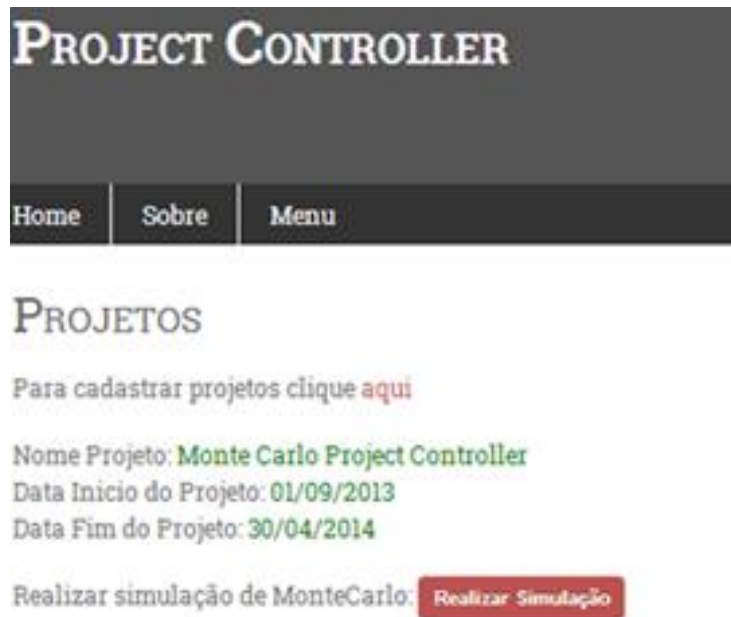 PROJECT CONTROLLER
Home Sobre Menu
PROJETOS
Para cadastrar projetos clique aqui
Nome Projeto: Monte Carlo Project Controller
Data Inicio do Projeto: 01/09/2013
Data Fim do Projeto: 30/04/2014
Realizar simulação de MonteCarlo: Realizar Simulação